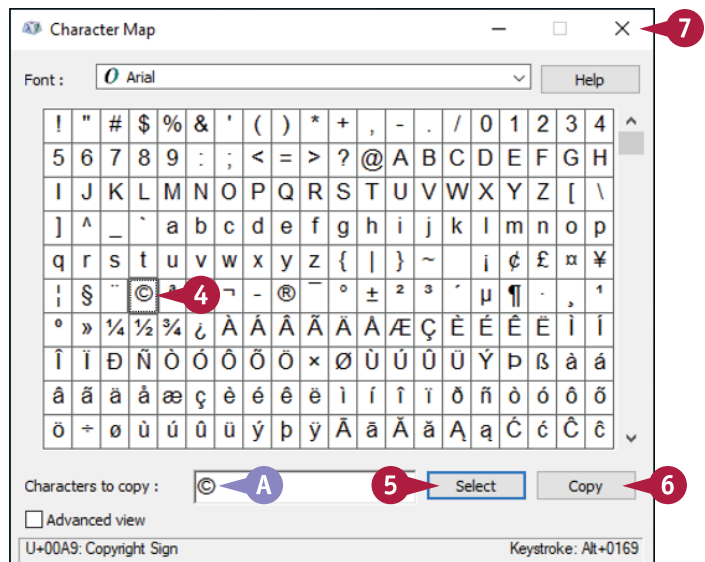 Character Map
7
Font :
O Arial
Help
! " # $ % & ' ( ) * + , - . / 0 1 2 3 4
5 6 7 8 9 : ; < = > ? @ A B C D E F G H
I J K L M N O P Q R S T U V W X Y Z [ \
] ^ _ ` a b c d e f g h i j k l m n o p
q r s t u v w x y z { | } ~ ¡ ¢ £ ¤ ¥
¦ § ¨ © 4 ¬ - ® ¯ ° ± ² ³ ´ µ ¶ · ¸ ¹
º » ¼ ½ ¾ ¿ À Á Â Ã Ä Å Æ Ç È É Ê Ë Ì Í
Î Ï Ð Ñ Ò Ó Ô Õ Ö × Ø Ù Ú Û Ü Ý Þ ß à á
â ã ä å æ ç è é ê ë ì í î ï ð ñ ò ó ô õ
ö ÷ ø ù ú û ü ý þ ÿ Ā ā Ă ă Ą ą Ć ć Ĉ ĉ
Characters to copy :
© A
5
Select
Copy
6
Advanced view
U+00A9: Copyright Sign
Keystroke: Alt+0169